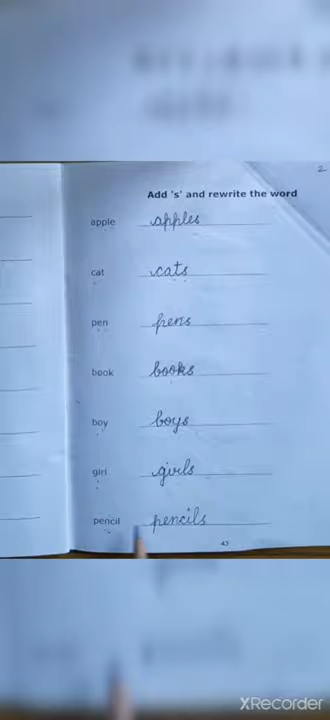 2
Add 's' and rewrite the word
apple apples
cat cats
pen pens
book books
boy boys
girl girls
pencil pencils
43
XRecorder